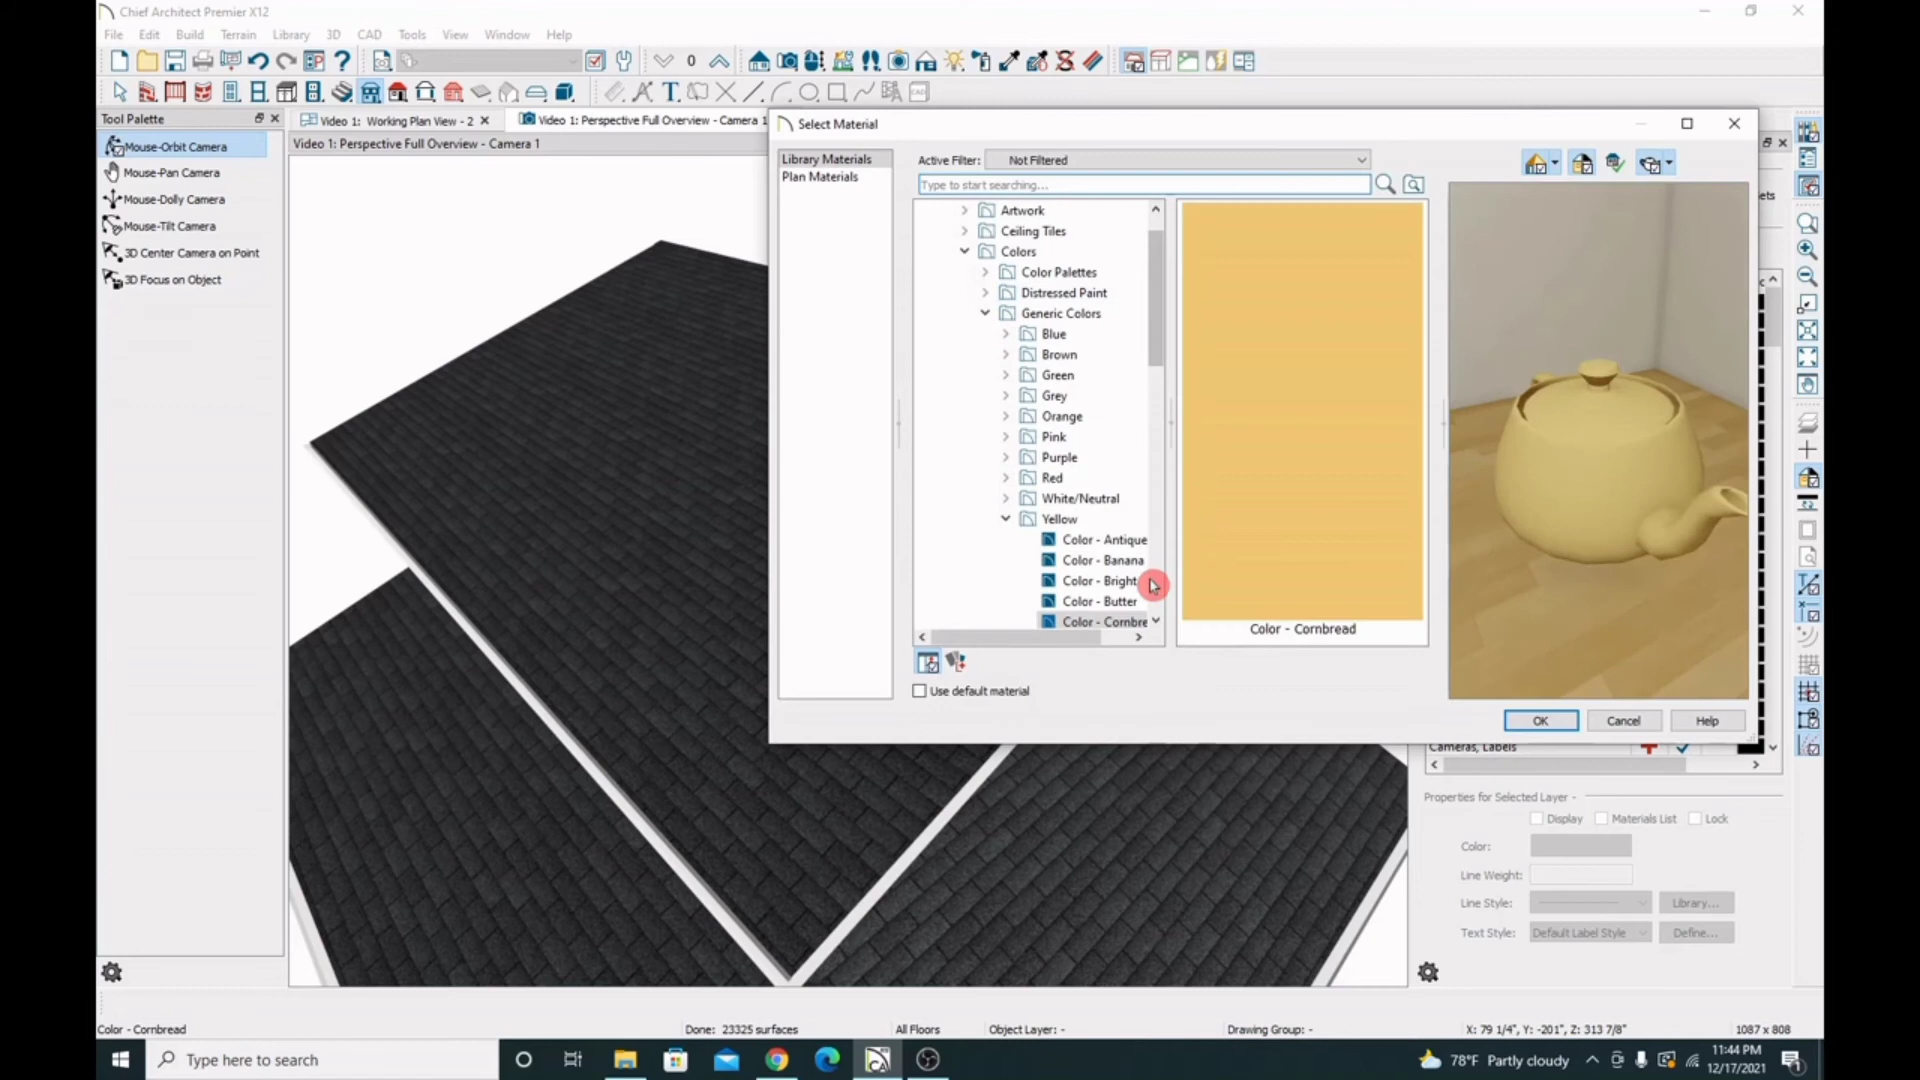 Chief Architect Premier X12
File Edit Build Terrain Library 3D CAD Tools View Window Help
0
Tool Palette
Mouse-Orbit Camera
Mouse-Pan Camera
Mouse-Dolly Camera
Mouse-Tilt Camera
3D Center Camera on Point
3D Focus on Object
Video 1: Working Plan View - 2
Video 1: Perspective Full Overview - Camera 1
Video 1: Perspective Full Overview - Camera 1
Select Material
Library Materials
Plan Materials
Active Filter: Not Filtered
Type to start searching...
Artwork
Ceiling Tiles
Colors
Color Palettes
Distressed Paint
Generic Colors
Blue
Brown
Green
Grey
Orange
Pink
Purple
Red
White/Neutral
Yellow
Color - Antique
Color - Banana
Color - Bright
Color - Butter
Color - Cornbre
Color - Cornbread
Use default material
OK Cancel Help
ets
Cameras, Labels
Properties for Selected Layer -
Display Materials List Lock
Color:
Line Weight:
Line Style: Library...
Text Style: Default Label Style Define...
Color - Cornbread Done: 23325 surfaces All Floors Object Layer: - Drawing Group: - X: 79 1/4", Y: -201", Z: 313 7/8" 1087 x 808
Type here to search
78°F Partly cloudy
11:44 PM
12/17/2021
1